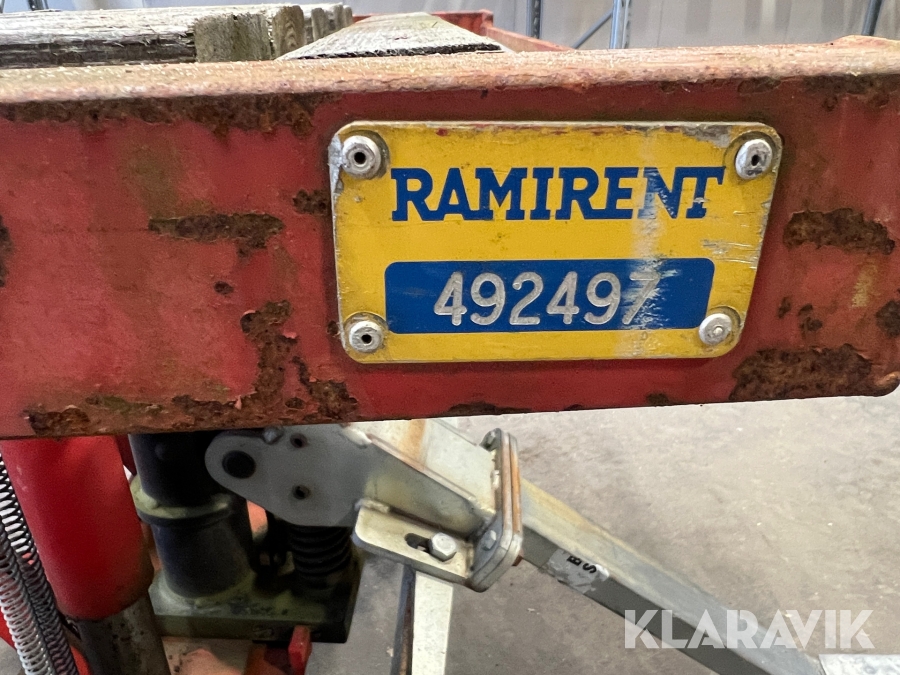 RAMIRENT
492497
B
S
KLARAVIK